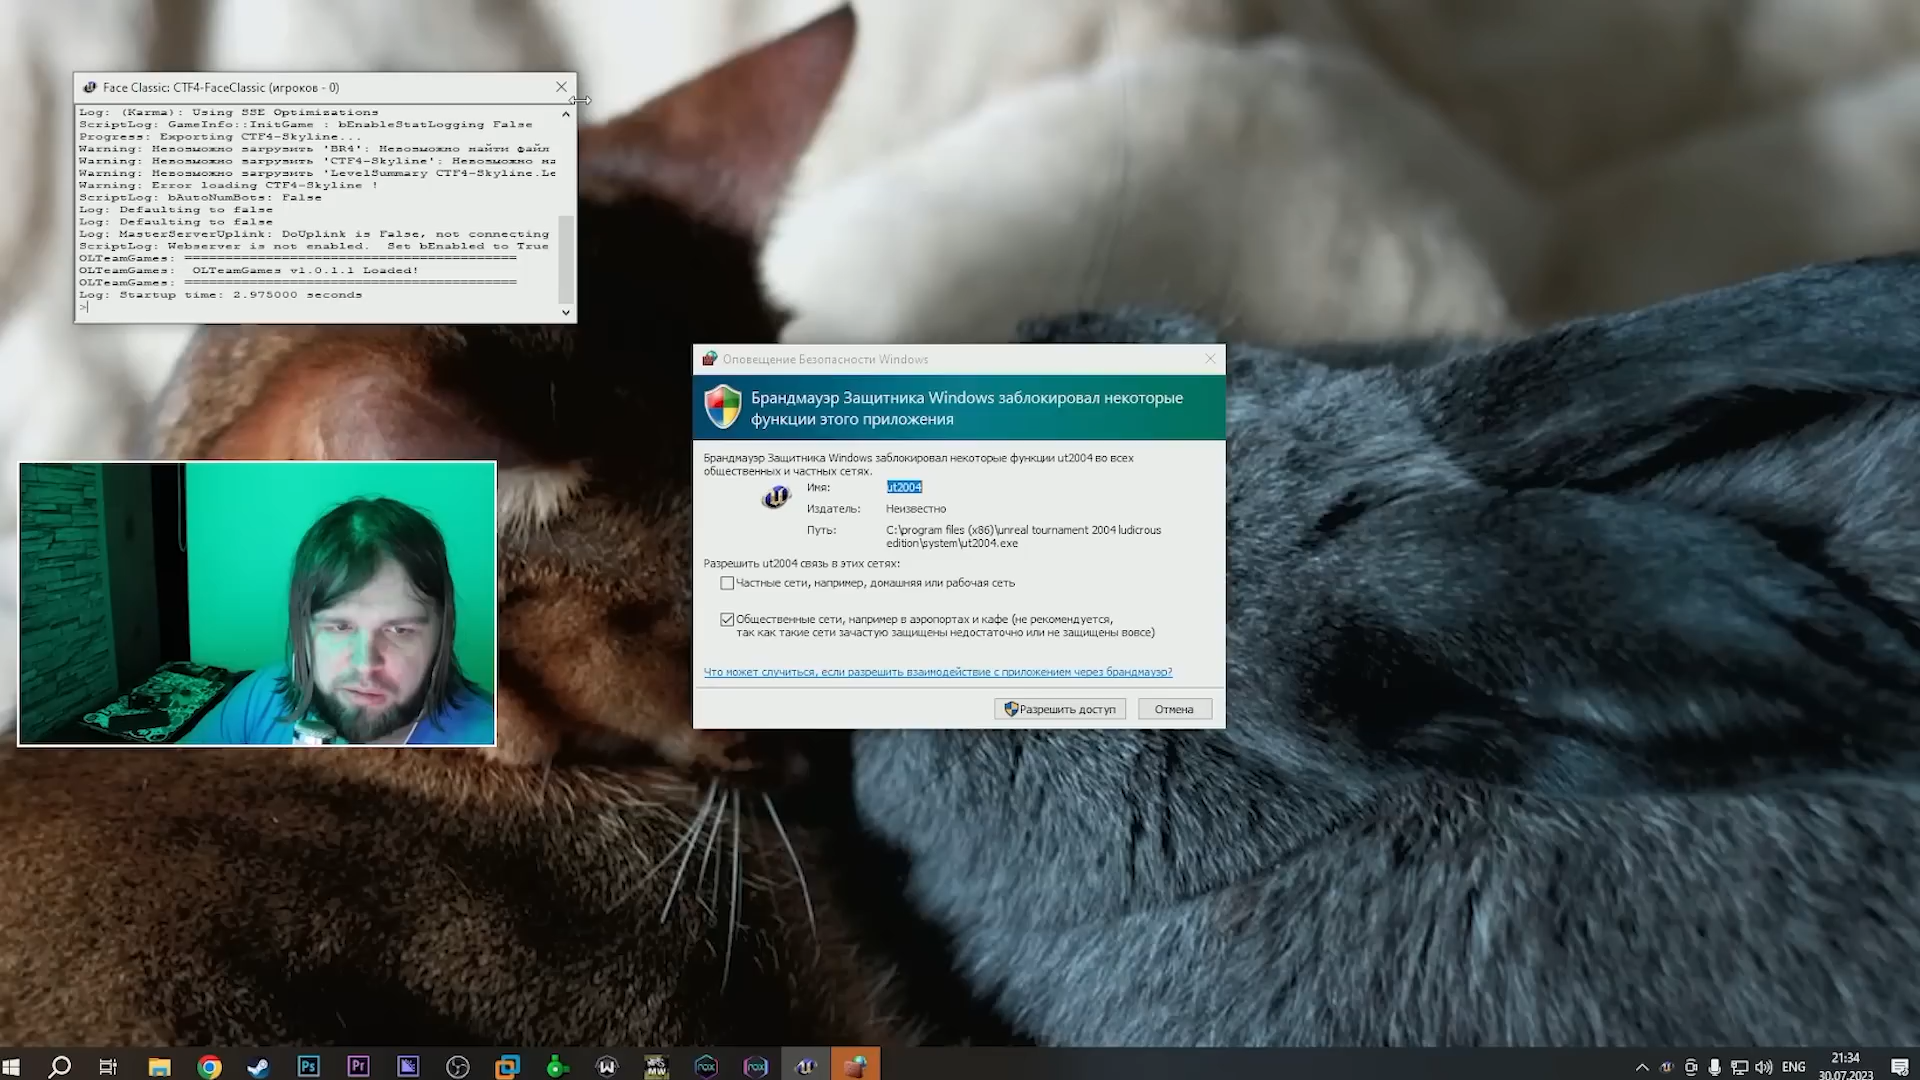 Face Classic: CTF4-FaceClassic (игроков - 0)
Log: (Karma): Using SSE Optimizations
ScriptLog: GameInfo::InitGame : bEnableStatLogging False
Progress: Exporting CTF4-Skyline...
Warning: Невозможно загрузить 'BR4': Невозможно найти файл
Warning: Невозможно загрузить 'CTF4-Skyline': Невозможно на
Warning: Невозможно загрузить 'LevelSummary CTF4-Skyline.Le
Warning: Error loading CTF4-Skyline !
ScriptLog: bAutoNumBots: False
Log: Defaulting to false
Log: Defaulting to false
Log: MasterServerUplink: DoUplink is False, not connecting
ScriptLog: Webserver is not enabled.  Set bEnabled to True
OLTeamGames: =========================================
OLTeamGames:  OLTeamGames v1.0.1.1 Loaded!
OLTeamGames: =========================================
Log: Startup time: 2.975000 seconds
>
Оповещение Безопасности Windows
Брандмауэр Защитника Windows заблокировал некоторые
функции этого приложения
Брандмауэр Защитника Windows заблокировал некоторые функции ut2004 во всех
общественных и частных сетях.
Имя: ut2004
Издатель: Неизвестно
Путь: C:\program files (x86)\unreal tournament 2004 ludicrous
edition\system\ut2004.exe
Разрешить ut2004 связь в этих сетях:
Частные сети, например, домашняя или рабочая сеть
Общественные сети, например в аэропортах и кафе (не рекомендуется,
так как такие сети зачастую защищены недостаточно или не защищены вовсе)
Что может случиться, если разрешить взаимодействие с приложением через брандмауэр?
Разрешить доступ Отмена
Ps Pr MW nox nox ENG 21:34
30.07.2023